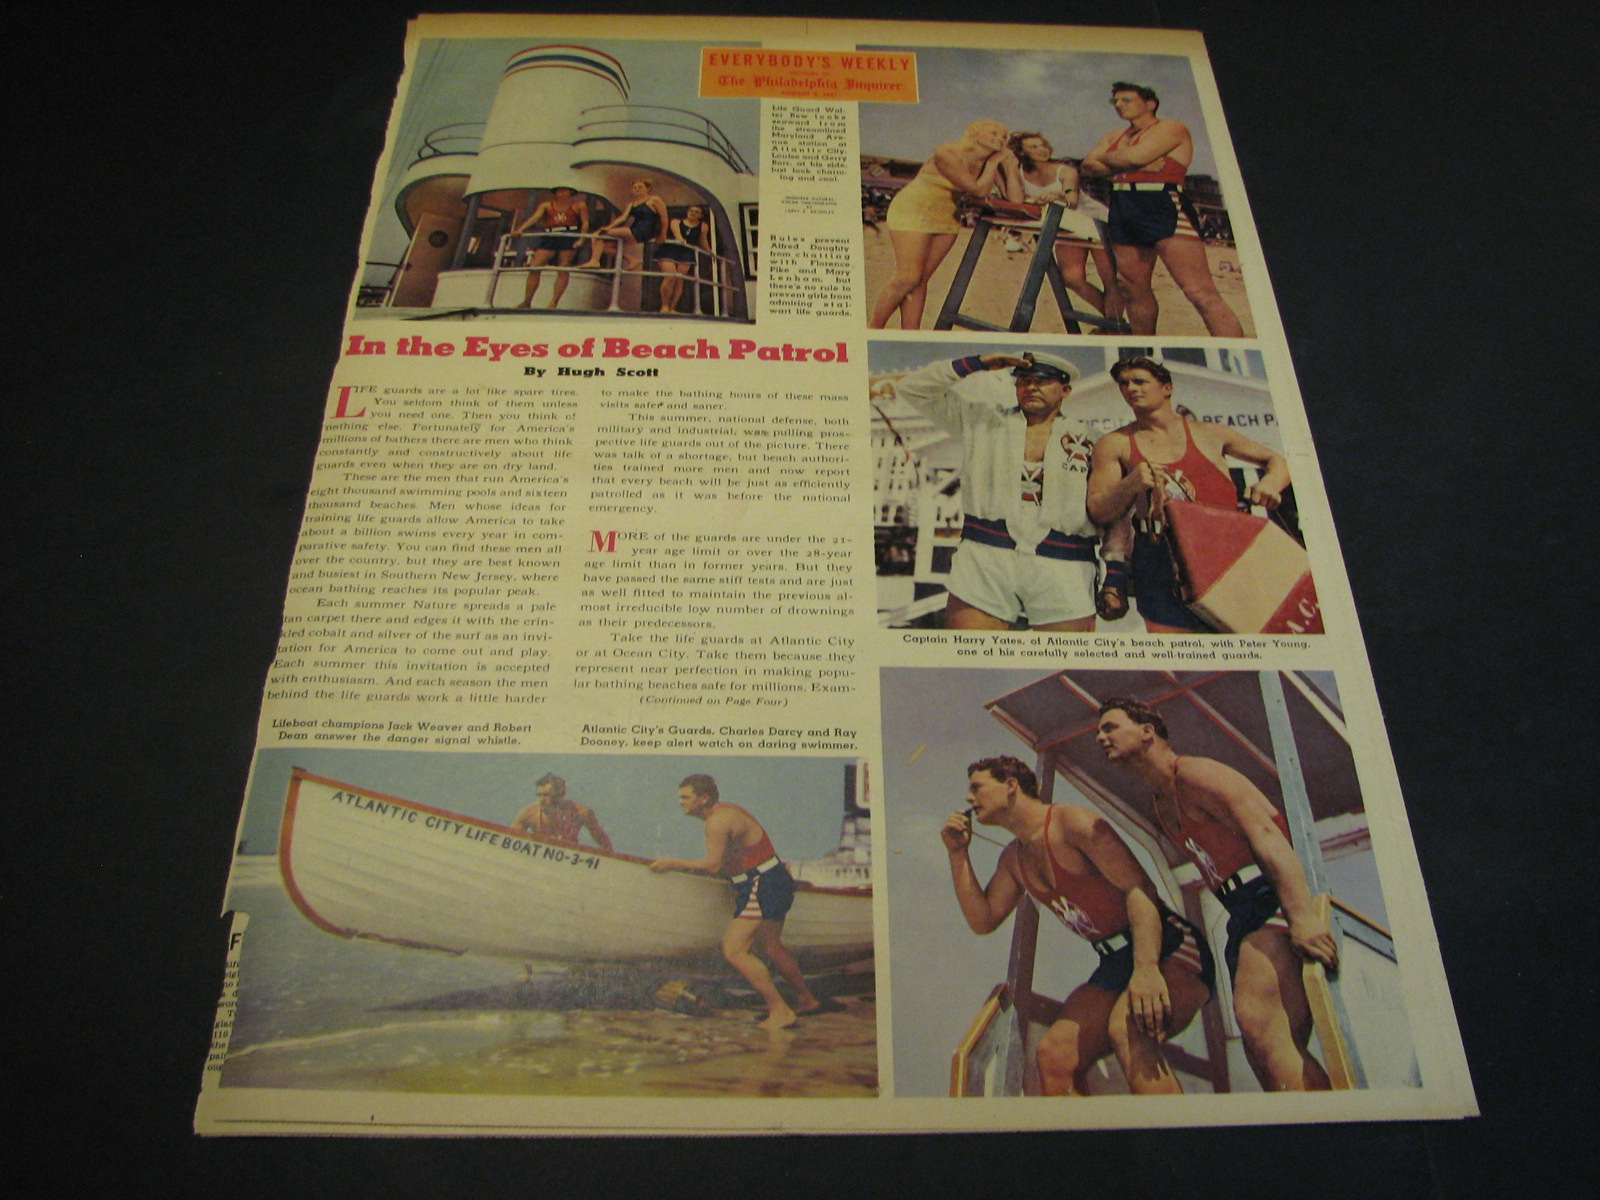 EVERYBODY'S WEEKLY
The Philadelphia Inquirer
Life Guard Wal-
ter Bew looks
seaward from
the streamlined
Maryland Ave-
nue station at
Atlantic City.
Louise and Gerry
Barr, at his side,
just look charm-
ing and cool.
Rules prevent
Alfred Doughty
from chatting
with Florence
Pike and Mary
Lenham, but
there's no rule to
prevent girls from
admiring stal-
wart life guards.
In the Eyes of Beach Patrol
By Hugh Scott
LIFE guards are a lot like spare tires.
You seldom think of them unless
you need one. Then you think of
nothing else. Fortunately for America's
millions of bathers there are men who think
constantly and constructively about life
guards even when they are on dry land.
These are the men that run America's
eight thousand swimming pools and sixteen
thousand beaches. Men whose ideas for
training life guards allow America to take
about a billion swims every year in com-
parative safety. You can find these men all
over the country, but they are best known
and busiest in Southern New Jersey, where
ocean bathing reaches its popular peak.
Each summer Nature spreads a pale
tan carpet there and edges it with the crin-
kled cobalt and silver of the surf as an invi-
tation for America to come out and play.
Each summer this invitation is accepted
with enthusiasm. And each season the men
behind the life guards work a little harder
to make the bathing hours of these mass
visits safer and saner.
This summer, national defense, both
military and industrial, was pulling pros-
pective life guards out of the picture. There
was talk of a shortage, but beach authori-
ties trained more men and now report
that every beach will be just as efficiently
patrolled as it was before the national
emergency.
MORE of the guards are under the 21-
year age limit or over the 28-year
age limit than in former years. But they
have passed the same stiff tests and are just
as well fitted to maintain the previous al-
most irreducible low number of drownings
as their predecessors.
Take the life guards at Atlantic City
or at Ocean City. Take them because they
represent near perfection in making popu-
lar bathing beaches safe for millions. Exam-
(Continued on Page Four)
CAP
BEACH P
A.C.
Captain Harry Yates, of Atlantic City's beach patrol, with Peter Young,
one of his carefully selected and well-trained guards.
Lifeboat champions Jack Weaver and Robert
Dean answer the danger signal whistle.
Atlantic City's Guards, Charles Darcy and Ray
Dooney, keep alert watch on daring swimmer.
ATLANTIC CITY LIFE BOAT NO-3-41
F
110
the